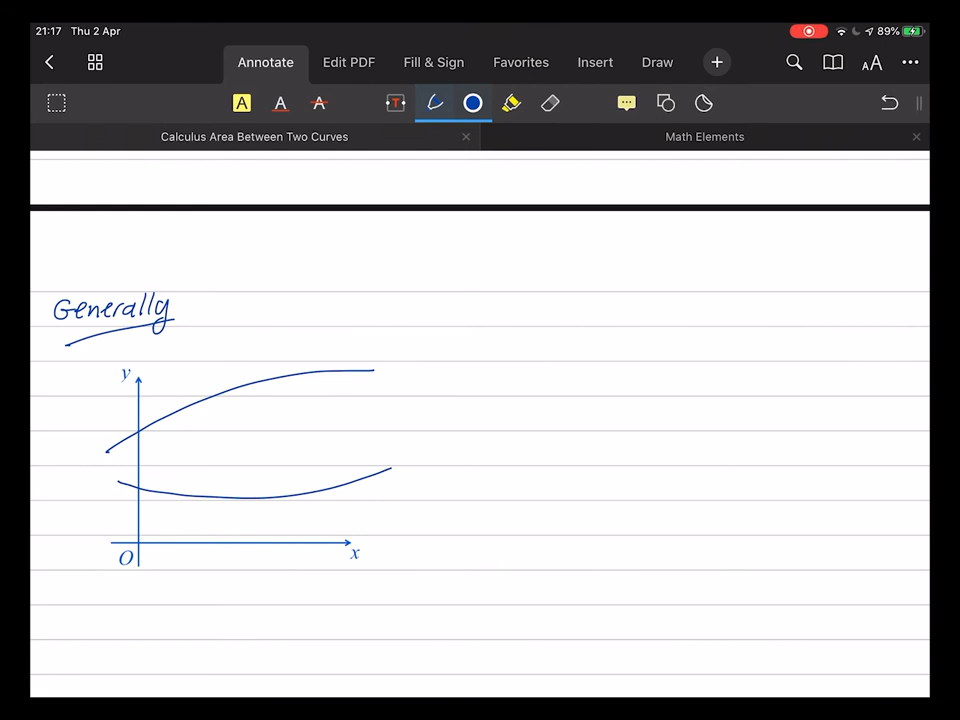 21:17 Thu 2 Apr 89%
Annotate Edit PDF Fill & Sign Favorites Insert Draw
A A T T
Calculus Area Between Two Curves Math Elements
Generally
y
O x